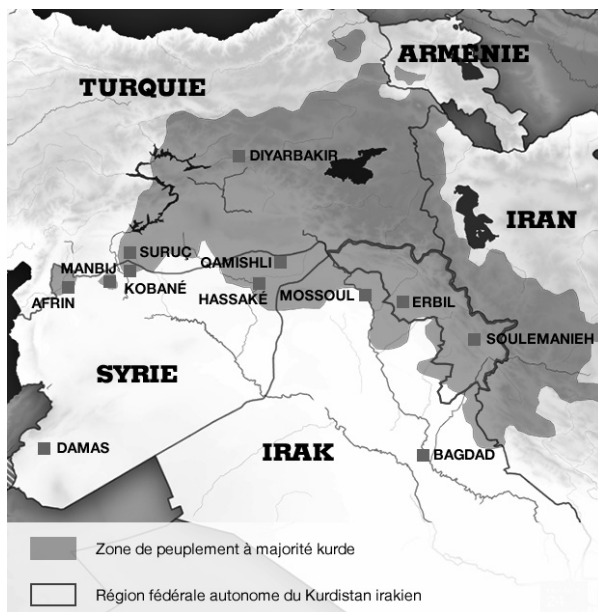 ARMÉNIE
TURQUIE
DIYARBAKIR
IRAN
SURUÇ
MANBIJ
QAMISHLI
KOBANÉ
AFRIN
HASSAKÉ
MOSSOUL
ERBIL
SOULEMANIEH
SYRIE
DAMAS
IRAK
BAGDAD
Zone de peuplement à majorité kurde
Région fédérale autonome du Kurdistan irakien